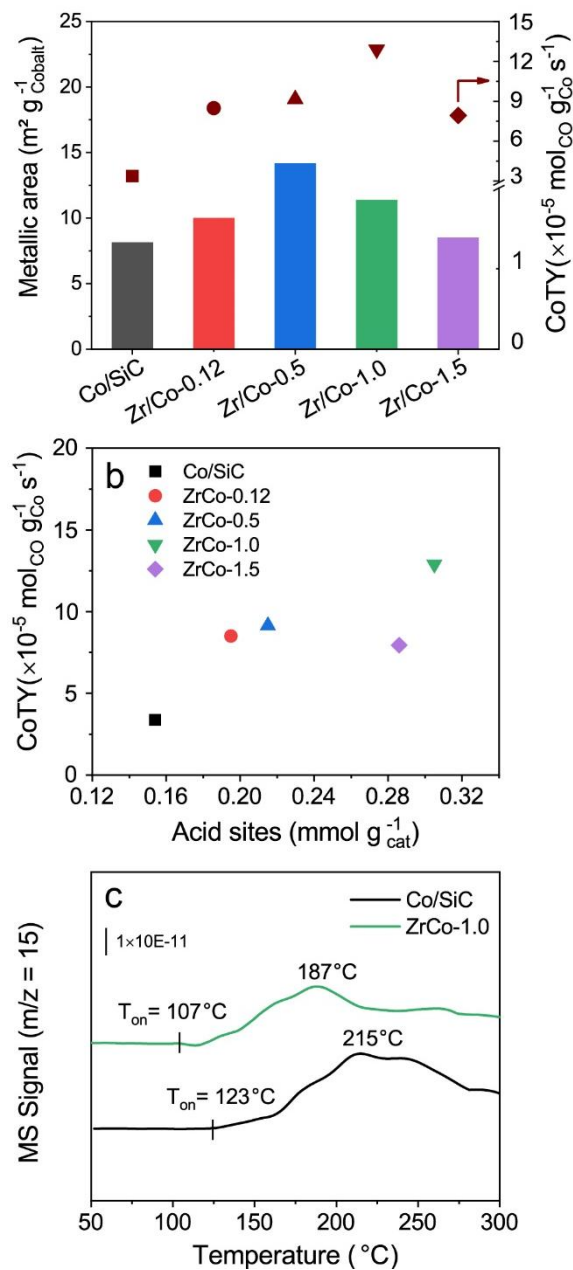 25
20
15
10
5
0
Metallic area (m² g⁻¹Cobalt)
15
12
9
6
3
1
0
CoTY(×10⁻⁵ molCO g⁻¹Co s⁻¹)
Co/SiC
Zr/Co-0.12
Zr/Co-0.5
Zr/Co-1.0
Zr/Co-1.5
b
Co/SiC
ZrCo-0.12
ZrCo-0.5
ZrCo-1.0
ZrCo-1.5
20
15
10
5
0
CoTY(×10⁻⁵ molCO g⁻¹Co s⁻¹)
0.12 0.16 0.20 0.24 0.28 0.32
Acid sites (mmol g⁻¹cat)
c
Co/SiC
ZrCo-1.0
1×10E-11
187°C
Ton= 107°C
215°C
Ton= 123°C
MS Signal (m/z = 15)
50 100 150 200 250 300
Temperature ( °C)